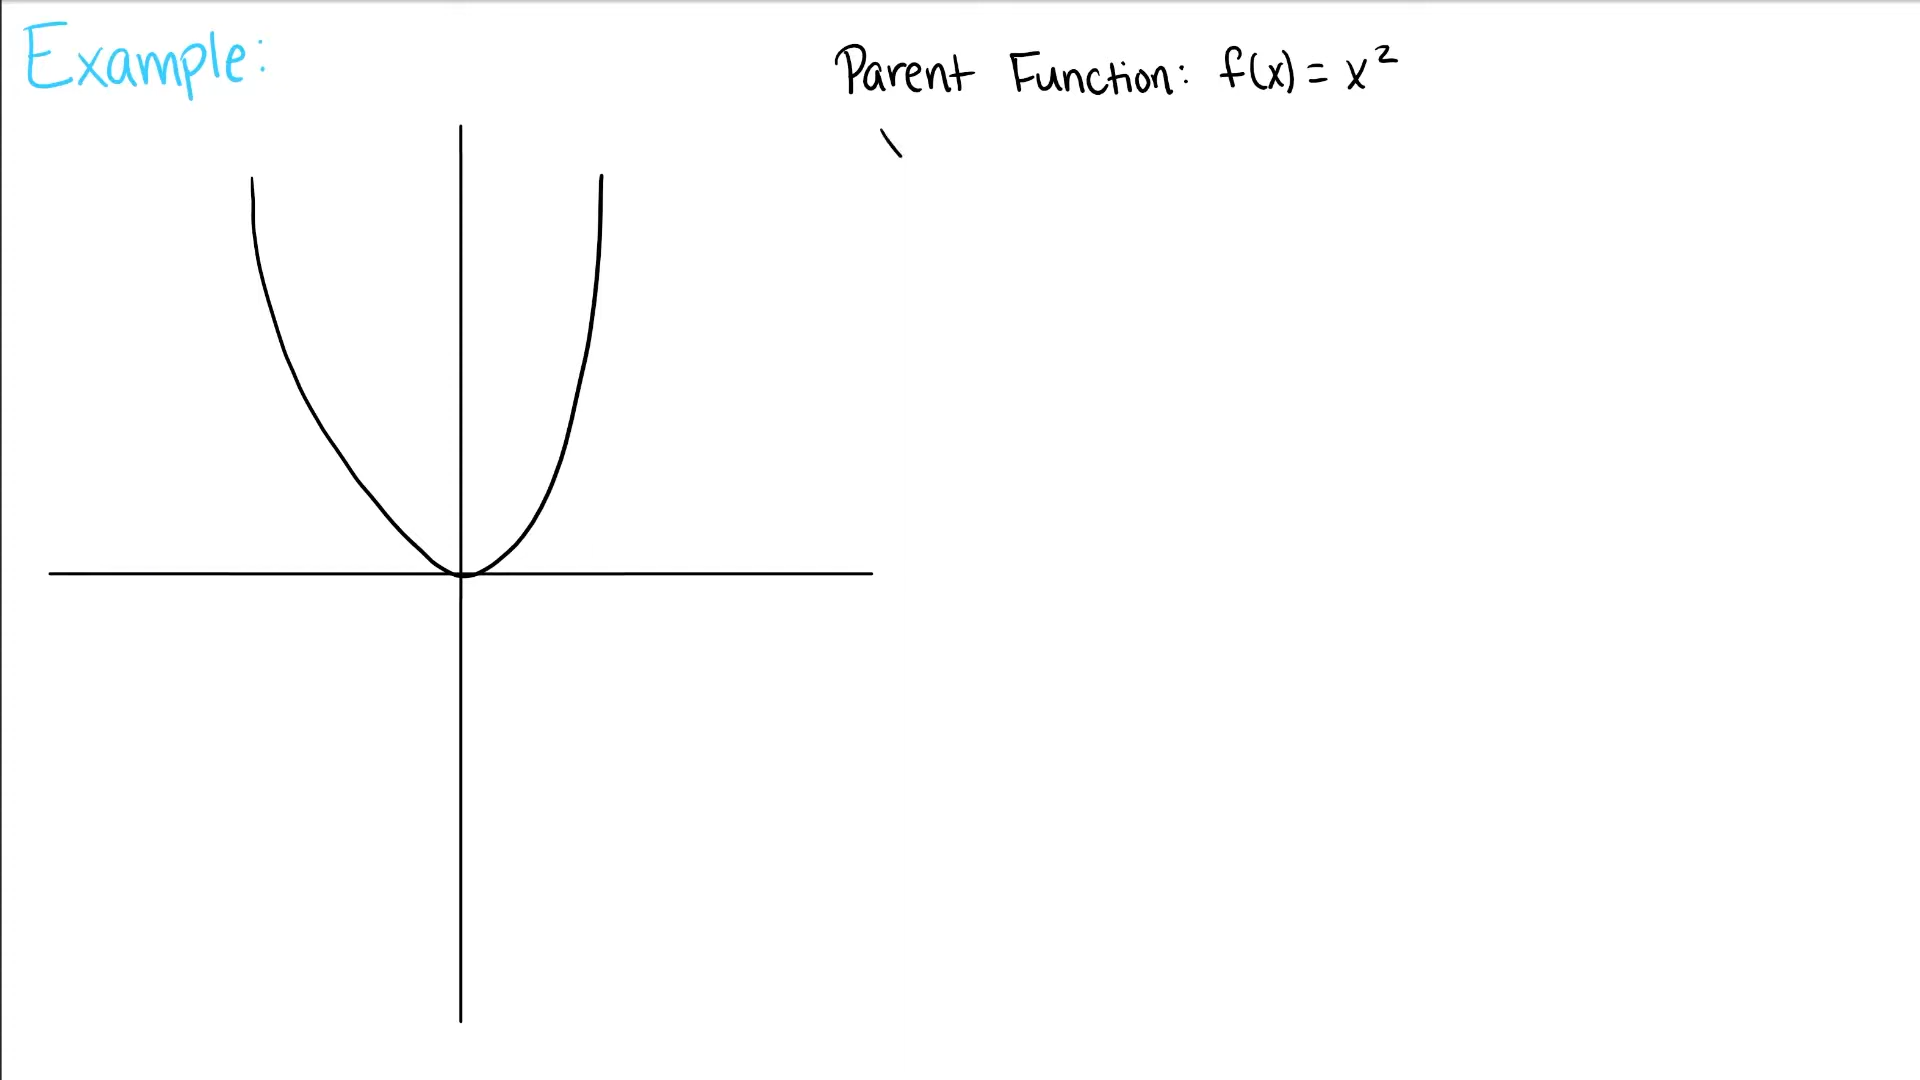 Example:
Parent Function: f(x) = x²